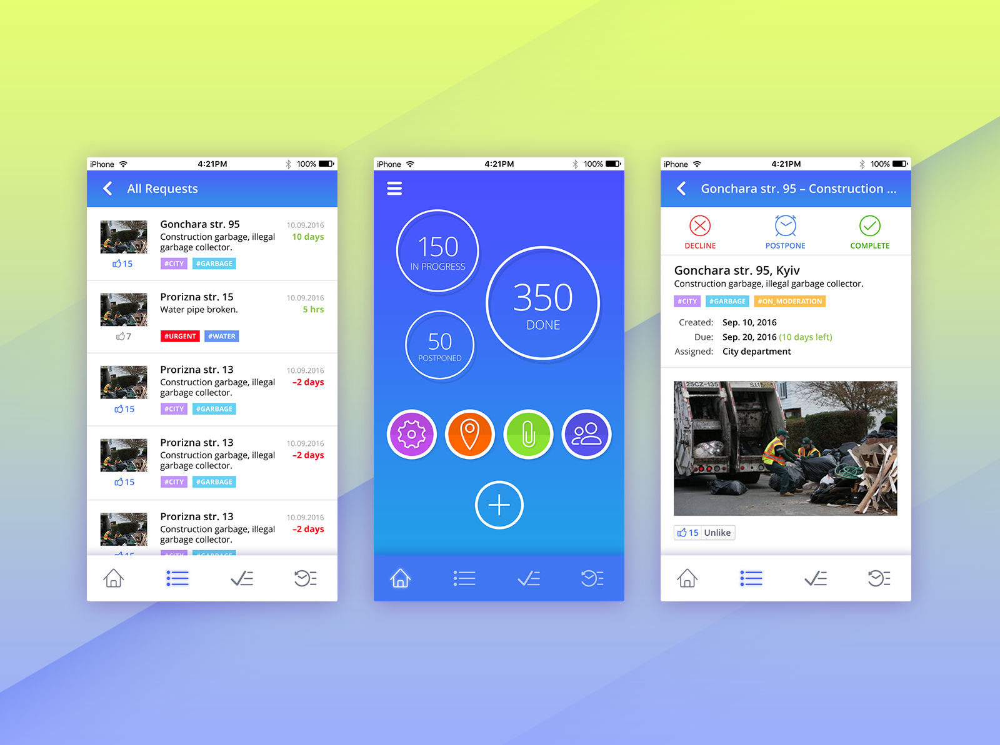 iPhone 4:21PM 100%
All Requests
Gonchara str. 95 10.09.2016
Construction garbage, illegal 10 days
garbage collector.
15 #CITY #GARBAGE
Prorizna str. 15 10.09.2016
Water pipe broken. 5 hrs
7 #URGENT #WATER
Prorizna str. 13 10.09.2016
Construction garbage, illegal –2 days
garbage collector.
15 #CITY #GARBAGE
Prorizna str. 13 10.09.2016
Construction garbage, illegal –2 days
garbage collector.
15 #CITY #GARBAGE
Prorizna str. 13 10.09.2016
Construction garbage, illegal –2 days
garbage collector.
15 #CITY #GARBAGE
iPhone 4:21PM 100%
150
IN PROGRESS
350
DONE
50
POSTPONED
iPhone 4:21PM 100%
Gonchara str. 95 – Construction ...
DECLINE POSTPONE COMPLETE
Gonchara str. 95, Kyiv
Construction garbage, illegal garbage collector.
#CITY #GARBAGE #ON_MODERATION
Created: Sep. 10, 2016
Due: Sep. 20, 2016 (10 days left)
Assigned: City department
25CZ-135
15 Unlike